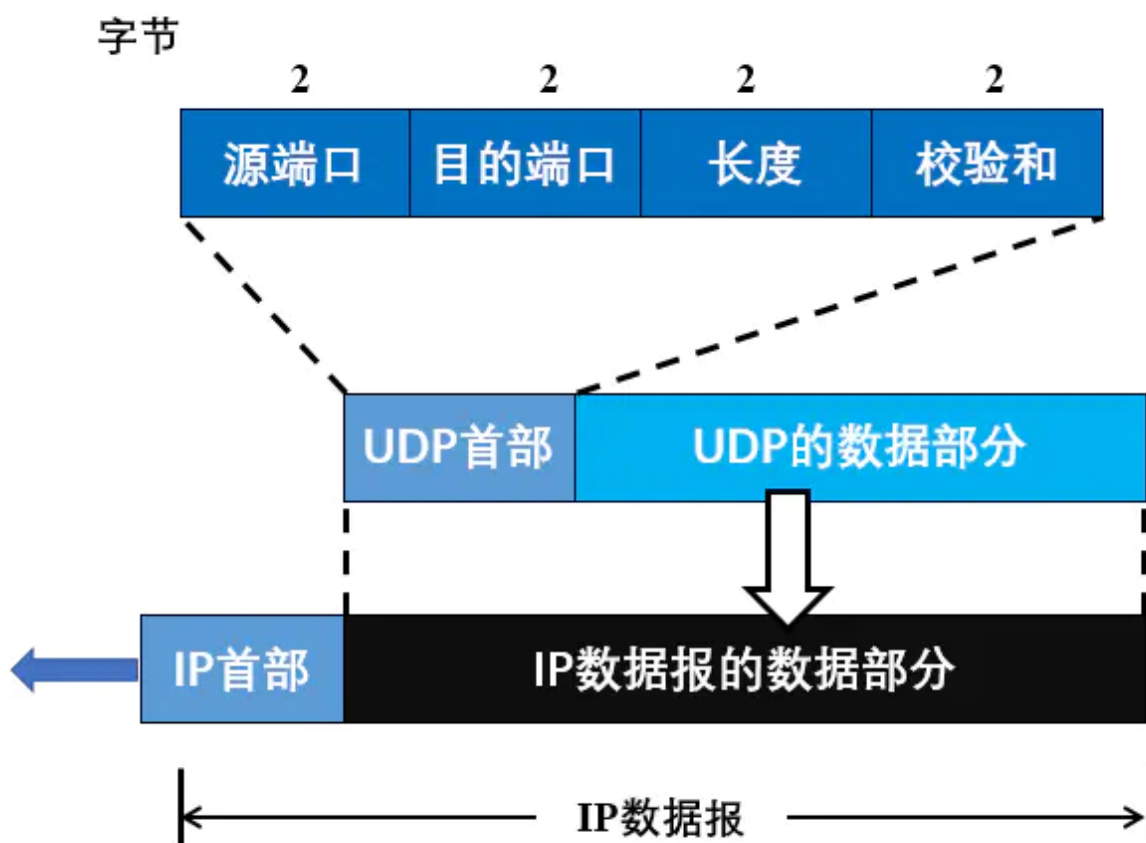 字节
2 2 2 2
源端口 目的端口 长度 校验和
UDP首部 UDP的数据部分
IP首部 IP数据报的数据部分
IP数据报